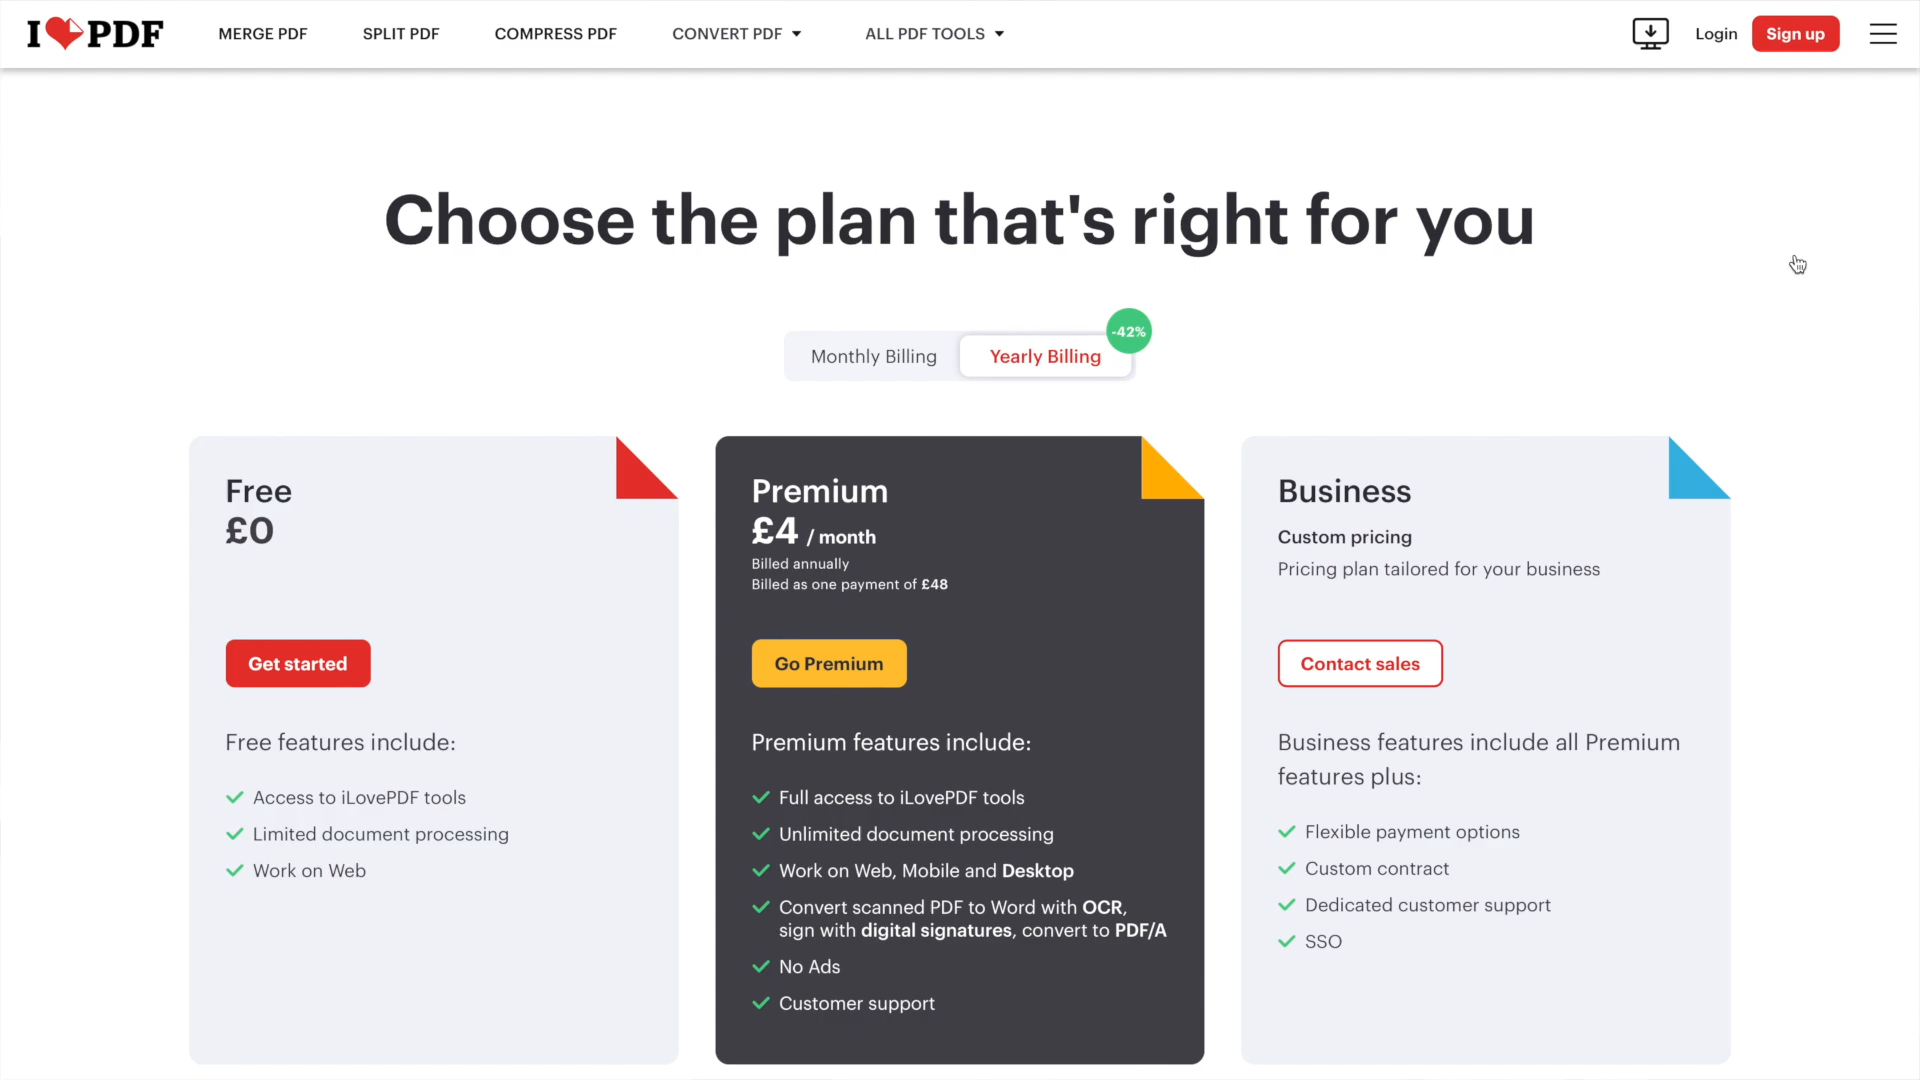 I PDF
MERGE PDF
SPLIT PDF
COMPRESS PDF
CONVERT PDF
ALL PDF TOOLS
Login
Sign up
Choose the plan that's right for you
Monthly Billing
Yearly Billing
-42%
Free
£0
Get started
Free features include:
Access to iLovePDF tools
Limited document processing
Work on Web
Premium
£4 / month
Billed annually
Billed as one payment of £48
Go Premium
Premium features include:
Full access to iLovePDF tools
Unlimited document processing
Work on Web, Mobile and Desktop
Convert scanned PDF to Word with OCR,
sign with digital signatures, convert to PDF/A
No Ads
Customer support
Business
Custom pricing
Pricing plan tailored for your business
Contact sales
Business features include all Premium
features plus:
Flexible payment options
Custom contract
Dedicated customer support
SSO